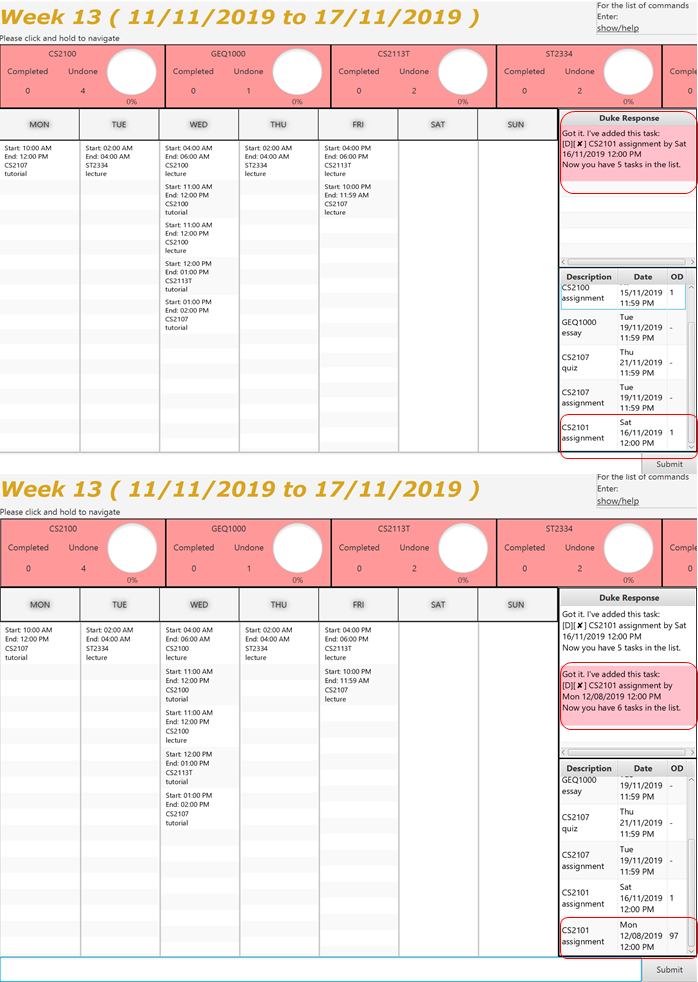 Week 13 ( 11/11/2019 to 17/11/2019 )
For the list of commands
Enter:
show/help
Please click and hold to navigate
CS2100 GEQ1000 CS2113T ST2334
Completed Undone Completed Undone Completed Undone Completed Undone Comple
0 4 0 1 0 2 0 2 0
0% 0% 0% 0%
MON TUE WED THU FRI SAT SUN
Start: 10:00 AM
End: 12:00 PM
CS2107
tutorial
Start: 02:00 AM
End: 04:00 AM
ST2334
lecture
Start: 04:00 AM
End: 06:00 AM
CS2100
lecture
Start: 11:00 AM
End: 12:00 PM
CS2100
tutorial
Start: 11:00 AM
End: 12:00 PM
CS2100
lecture
Start: 12:00 PM
End: 01:00 PM
CS2113T
tutorial
Start: 01:00 PM
End: 02:00 PM
CS2107
tutorial
Start: 02:00 AM
End: 04:00 AM
ST2334
lecture
Start: 04:00 PM
End: 06:00 PM
CS2113T
lecture
Start: 10:00 PM
End: 11:59 AM
CS2107
lecture
Duke Response
Got it. I've added this task:
[D][✘] CS2101 assignment by Sat
16/11/2019 12:00 PM
Now you have 5 tasks in the list.
Description Date OD
CS2100 15/11/2019 1
assignment 11:59 PM
Tue
GEQ1000 19/11/2019 -
essay 11:59 PM
Thu
CS2107 21/11/2019 -
quiz 11:59 PM
Tue
CS2107 19/11/2019 -
assignment 11:59 PM
Sat
CS2101 16/11/2019 1
assignment 12:00 PM
Submit
Week 13 ( 11/11/2019 to 17/11/2019 )
For the list of commands
Enter:
show/help
Please click and hold to navigate
CS2100 GEQ1000 CS2113T ST2334
Completed Undone Completed Undone Completed Undone Completed Undone Comple
0 4 0 1 0 2 0 2 0
0% 0% 0% 0%
MON TUE WED THU FRI SAT SUN
Start: 10:00 AM
End: 12:00 PM
CS2107
tutorial
Start: 02:00 AM
End: 04:00 AM
ST2334
lecture
Start: 04:00 AM
End: 06:00 AM
CS2100
lecture
Start: 11:00 AM
End: 12:00 PM
CS2100
tutorial
Start: 11:00 AM
End: 12:00 PM
CS2100
lecture
Start: 12:00 PM
End: 01:00 PM
CS2113T
tutorial
Start: 01:00 PM
End: 02:00 PM
CS2107
tutorial
Start: 02:00 AM
End: 04:00 AM
ST2334
lecture
Start: 04:00 PM
End: 06:00 PM
CS2113T
lecture
Start: 10:00 PM
End: 11:59 AM
CS2107
lecture
Duke Response
Got it. I've added this task:
[D][✘] CS2101 assignment by Sat
16/11/2019 12:00 PM
Now you have 5 tasks in the list.
Got it. I've added this task:
[D][✘] CS2101 assignment by
Mon 12/08/2019 12:00 PM
Now you have 6 tasks in the list.
Description Date OD
GEQ1000 19/11/2019 -
essay 11:59 PM
Thu
CS2107 21/11/2019 -
quiz 11:59 PM
Tue
CS2107 19/11/2019 -
assignment 11:59 PM
Sat
CS2101 16/11/2019 1
assignment 12:00 PM
Mon
CS2101 12/08/2019 97
assignment 12:00 PM
Submit